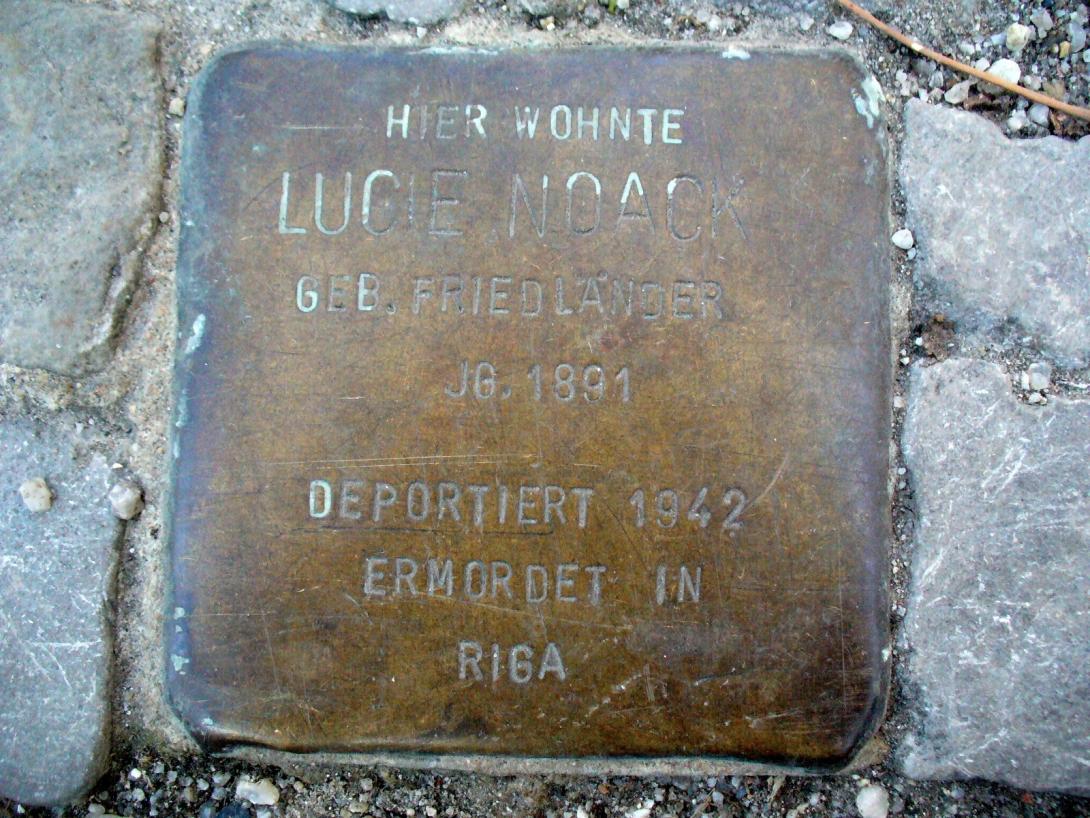 HIER WOHNTE
LUCIE NOACK
GEB. FRIEDLÄNDER
JG. 1891
DEPORTIERT 1942
ERMORDET IN
RIGA